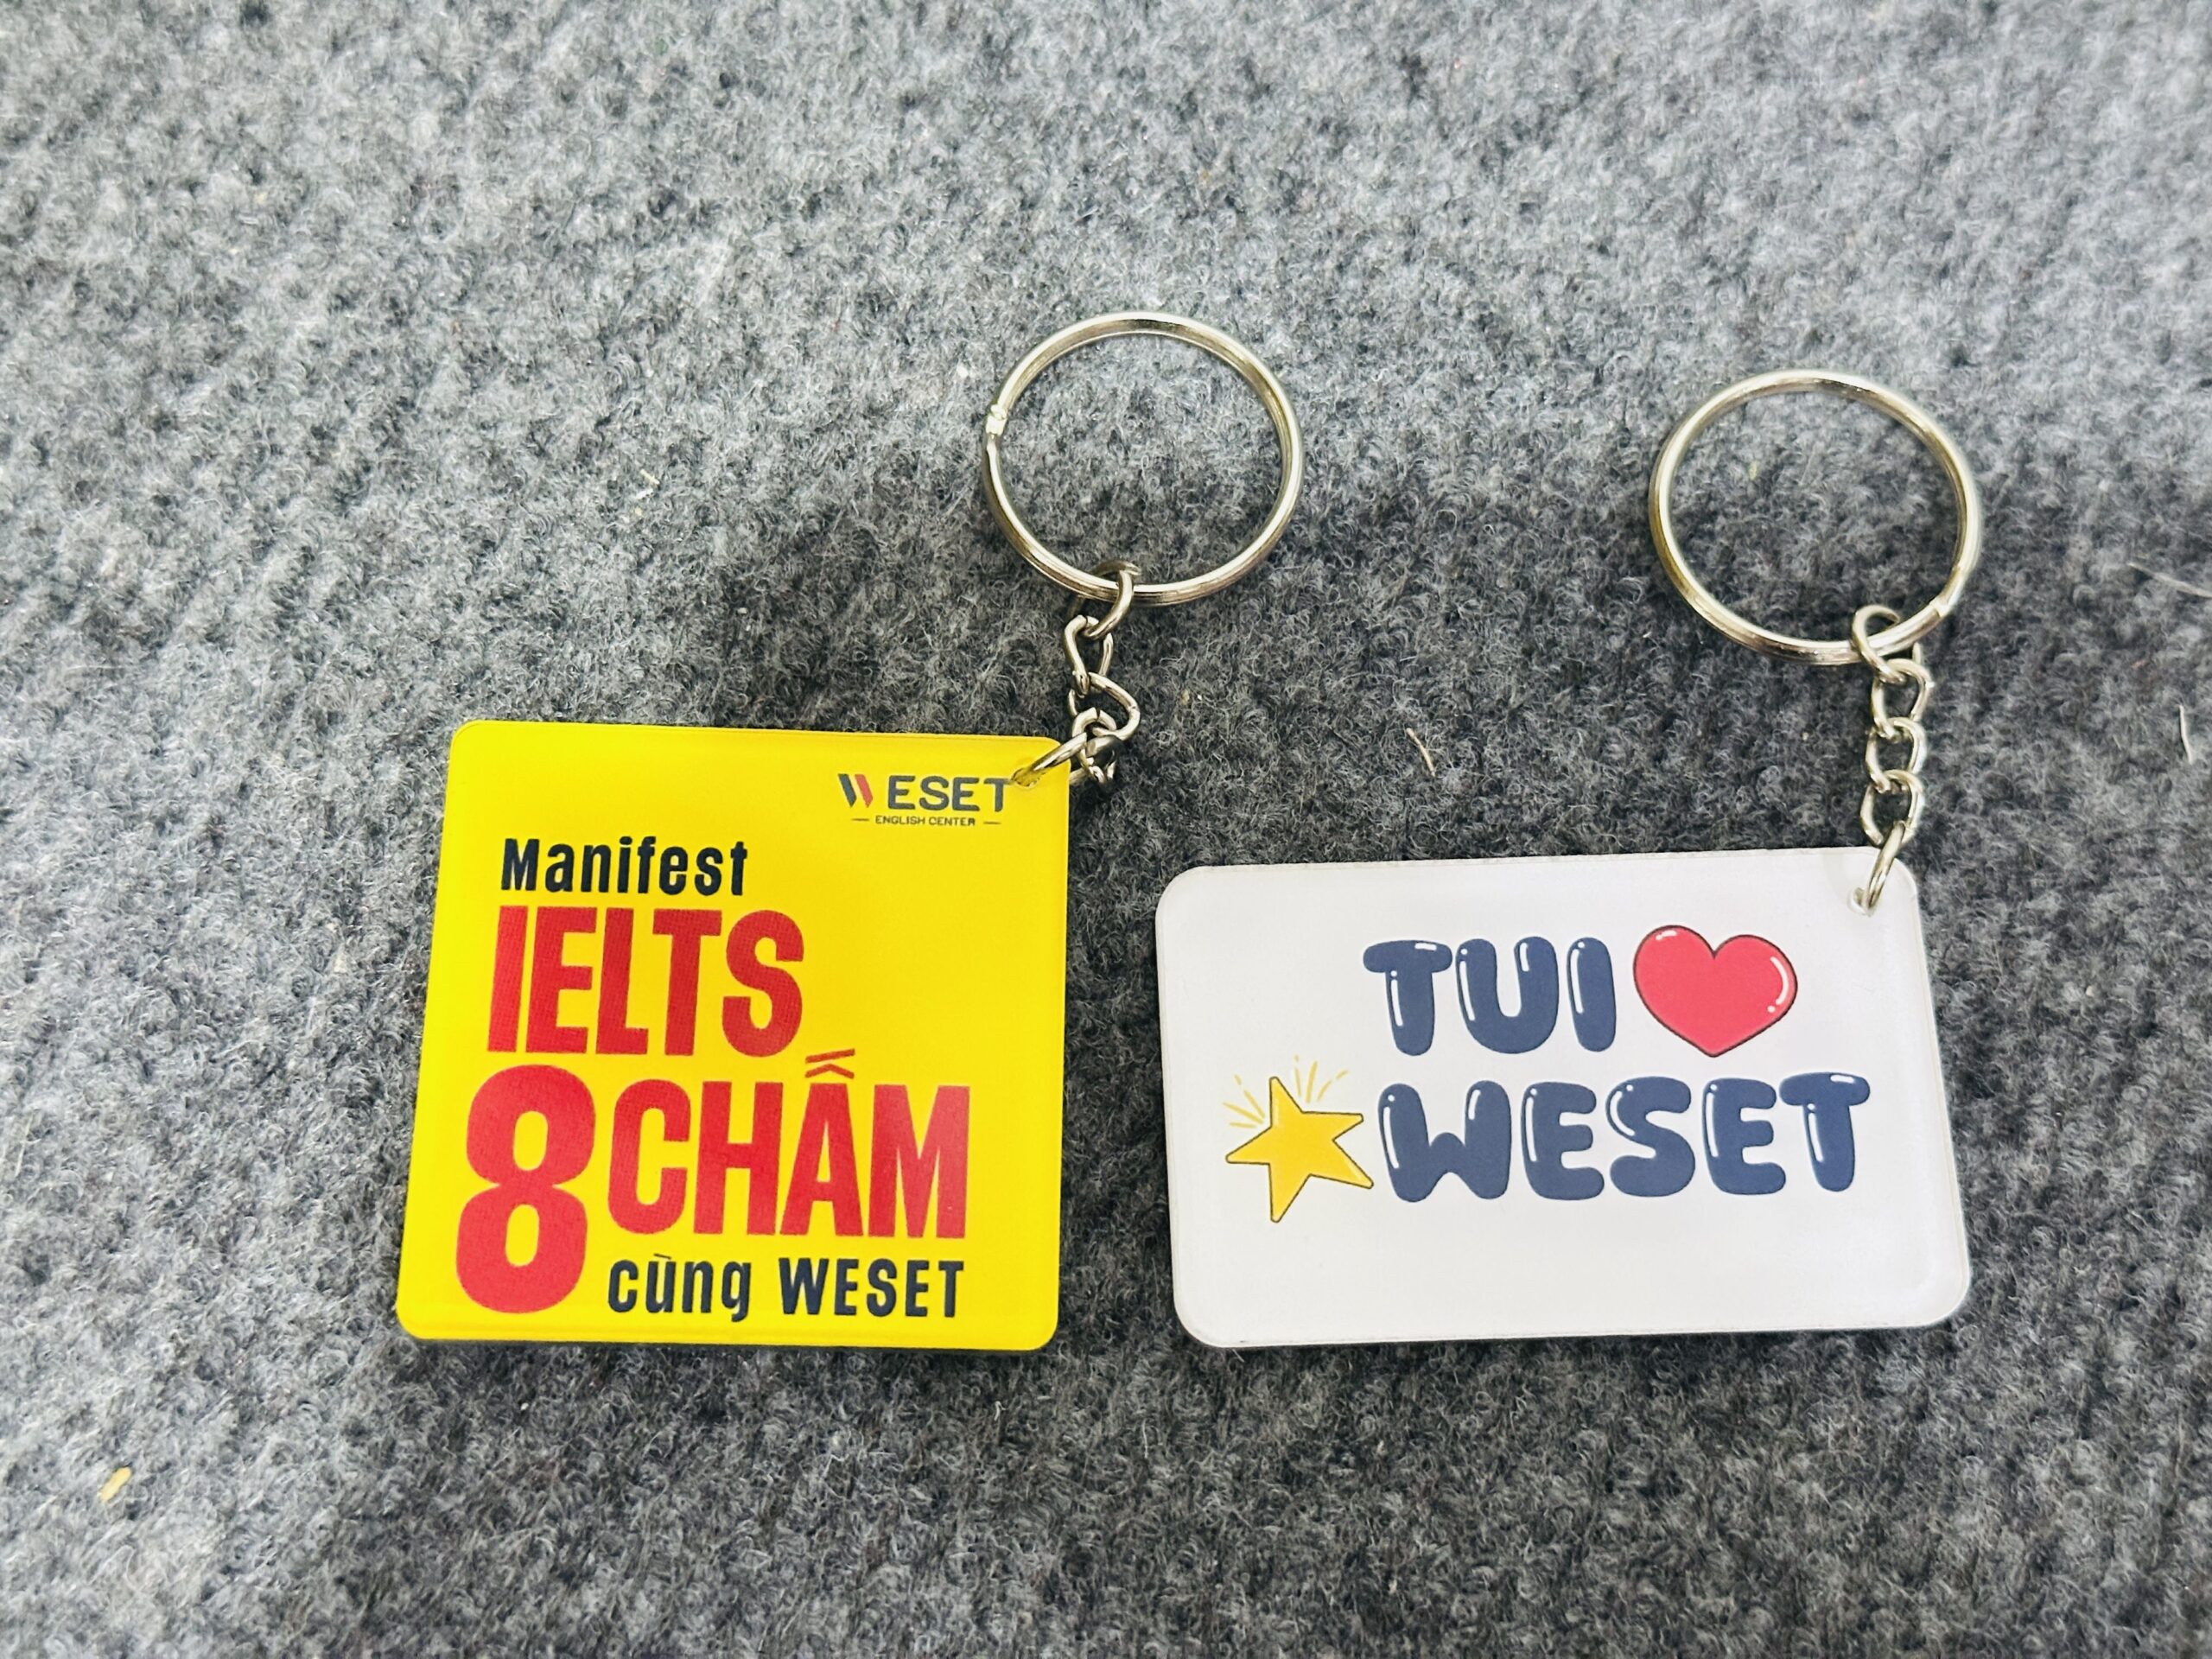 WESET
ENGLISH CENTER
Manifest
IELTS
8 CHẤM
cùng WESET
TUI
WESET